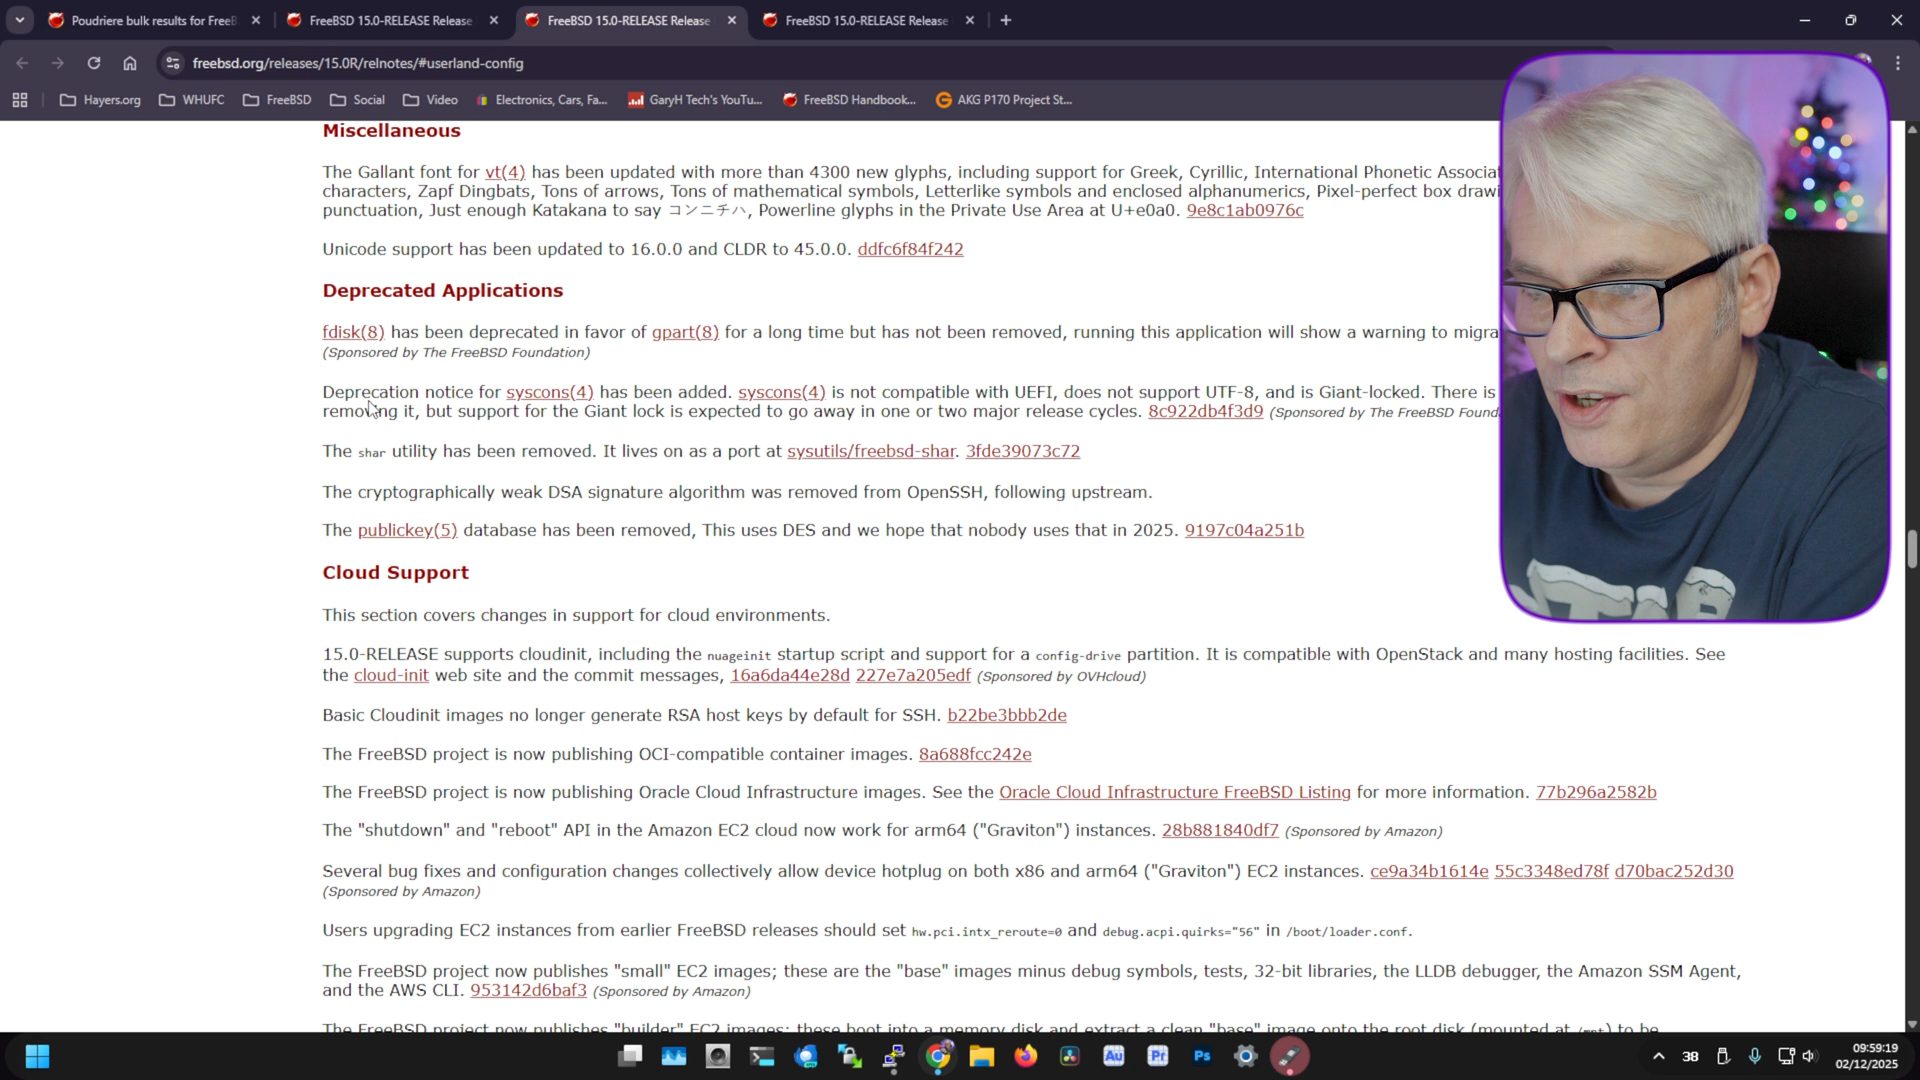 Poudriere bulk results for FreeB
FreeBSD 15.0-RELEASE Release
FreeBSD 15.0-RELEASE Release
FreeBSD 15.0-RELEASE Release
freebsd.org/releases/15.0R/relnotes/#userland-config
Hayers.org
WHUFC
FreeBSD
Social
Video
Electronics, Cars, Fa...
GaryH Tech's YouTu...
FreeBSD Handbook...
AKG P170 Project St...
Miscellaneous
The Gallant font for vt(4) has been updated with more than 4300 new glyphs, including support for Greek, Cyrillic, International Phonetic Associat
characters, Zapf Dingbats, Tons of arrows, Tons of mathematical symbols, Letterlike symbols and enclosed alphanumerics, Pixel-perfect box drawi
punctuation, Just enough Katakana to say コンニチハ, Powerline glyphs in the Private Use Area at U+e0a0. 9e8c1ab0976c
Unicode support has been updated to 16.0.0 and CLDR to 45.0.0. ddfc6f84f242
Deprecated Applications
fdisk(8) has been deprecated in favor of gpart(8) for a long time but has not been removed, running this application will show a warning to migra
(Sponsored by The FreeBSD Foundation)
Deprecation notice for syscons(4) has been added. syscons(4) is not compatible with UEFI, does not support UTF-8, and is Giant-locked. There is
removing it, but support for the Giant lock is expected to go away in one or two major release cycles. 8c922db4f3d9 (Sponsored by The FreeBSD Found
The shar utility has been removed. It lives on as a port at sysutils/freebsd-shar. 3fde39073c72
The cryptographically weak DSA signature algorithm was removed from OpenSSH, following upstream.
The publickey(5) database has been removed, This uses DES and we hope that nobody uses that in 2025. 9197c04a251b
Cloud Support
This section covers changes in support for cloud environments.
15.0-RELEASE supports cloudinit, including the nuageinit startup script and support for a config-drive partition. It is compatible with OpenStack and many hosting facilities. See
the cloud-init web site and the commit messages, 16a6da44e28d 227e7a205edf (Sponsored by OVHcloud)
Basic Cloudinit images no longer generate RSA host keys by default for SSH. b22be3bbb2de
The FreeBSD project is now publishing OCI-compatible container images. 8a688fcc242e
The FreeBSD project is now publishing Oracle Cloud Infrastructure images. See the Oracle Cloud Infrastructure FreeBSD Listing for more information. 77b296a2582b
The "shutdown" and "reboot" API in the Amazon EC2 cloud now work for arm64 ("Graviton") instances. 28b881840df7 (Sponsored by Amazon)
Several bug fixes and configuration changes collectively allow device hotplug on both x86 and arm64 ("Graviton") EC2 instances. ce9a34b1614e 55c3348ed78f d70bac252d30
(Sponsored by Amazon)
Users upgrading EC2 instances from earlier FreeBSD releases should set hw.pci.intx_reroute=0 and debug.acpi.quirks="56" in /boot/loader.conf.
The FreeBSD project now publishes "small" EC2 images; these are the "base" images minus debug symbols, tests, 32-bit libraries, the LLDB debugger, the Amazon SSM Agent,
and the AWS CLI. 953142d6baf3 (Sponsored by Amazon)
The FreeBSD project now publishes "builder" EC2 images; these boot into a memory disk and extract a clean "base" image onto the root disk (mounted at /mnt) to be
Au
Pr
Ps
38
09:59:19
02/12/2025